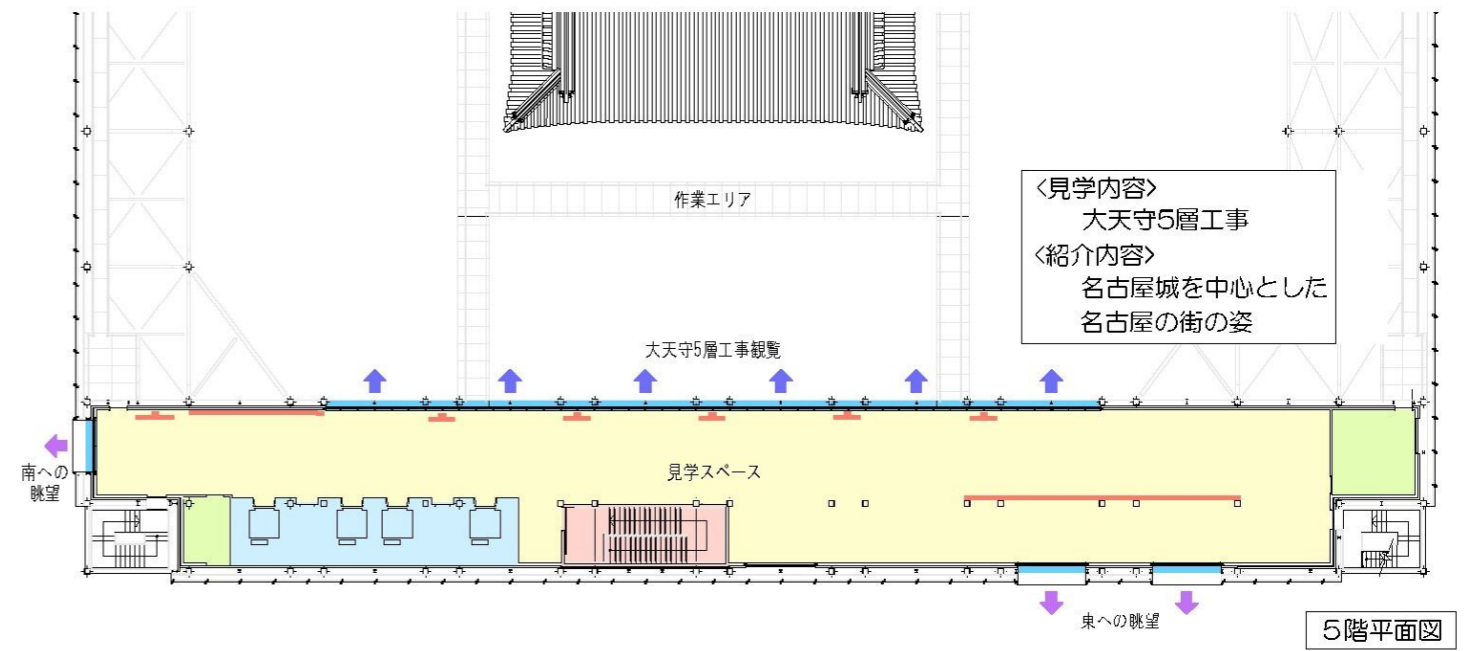 作業エリア
<見学内容>
大天守5層工事
<紹介内容>
名古屋城を中心とした
名古屋の街の姿
大天守5層工事観覧
南への
眺望
見学スペース
東への眺望
5階平面図